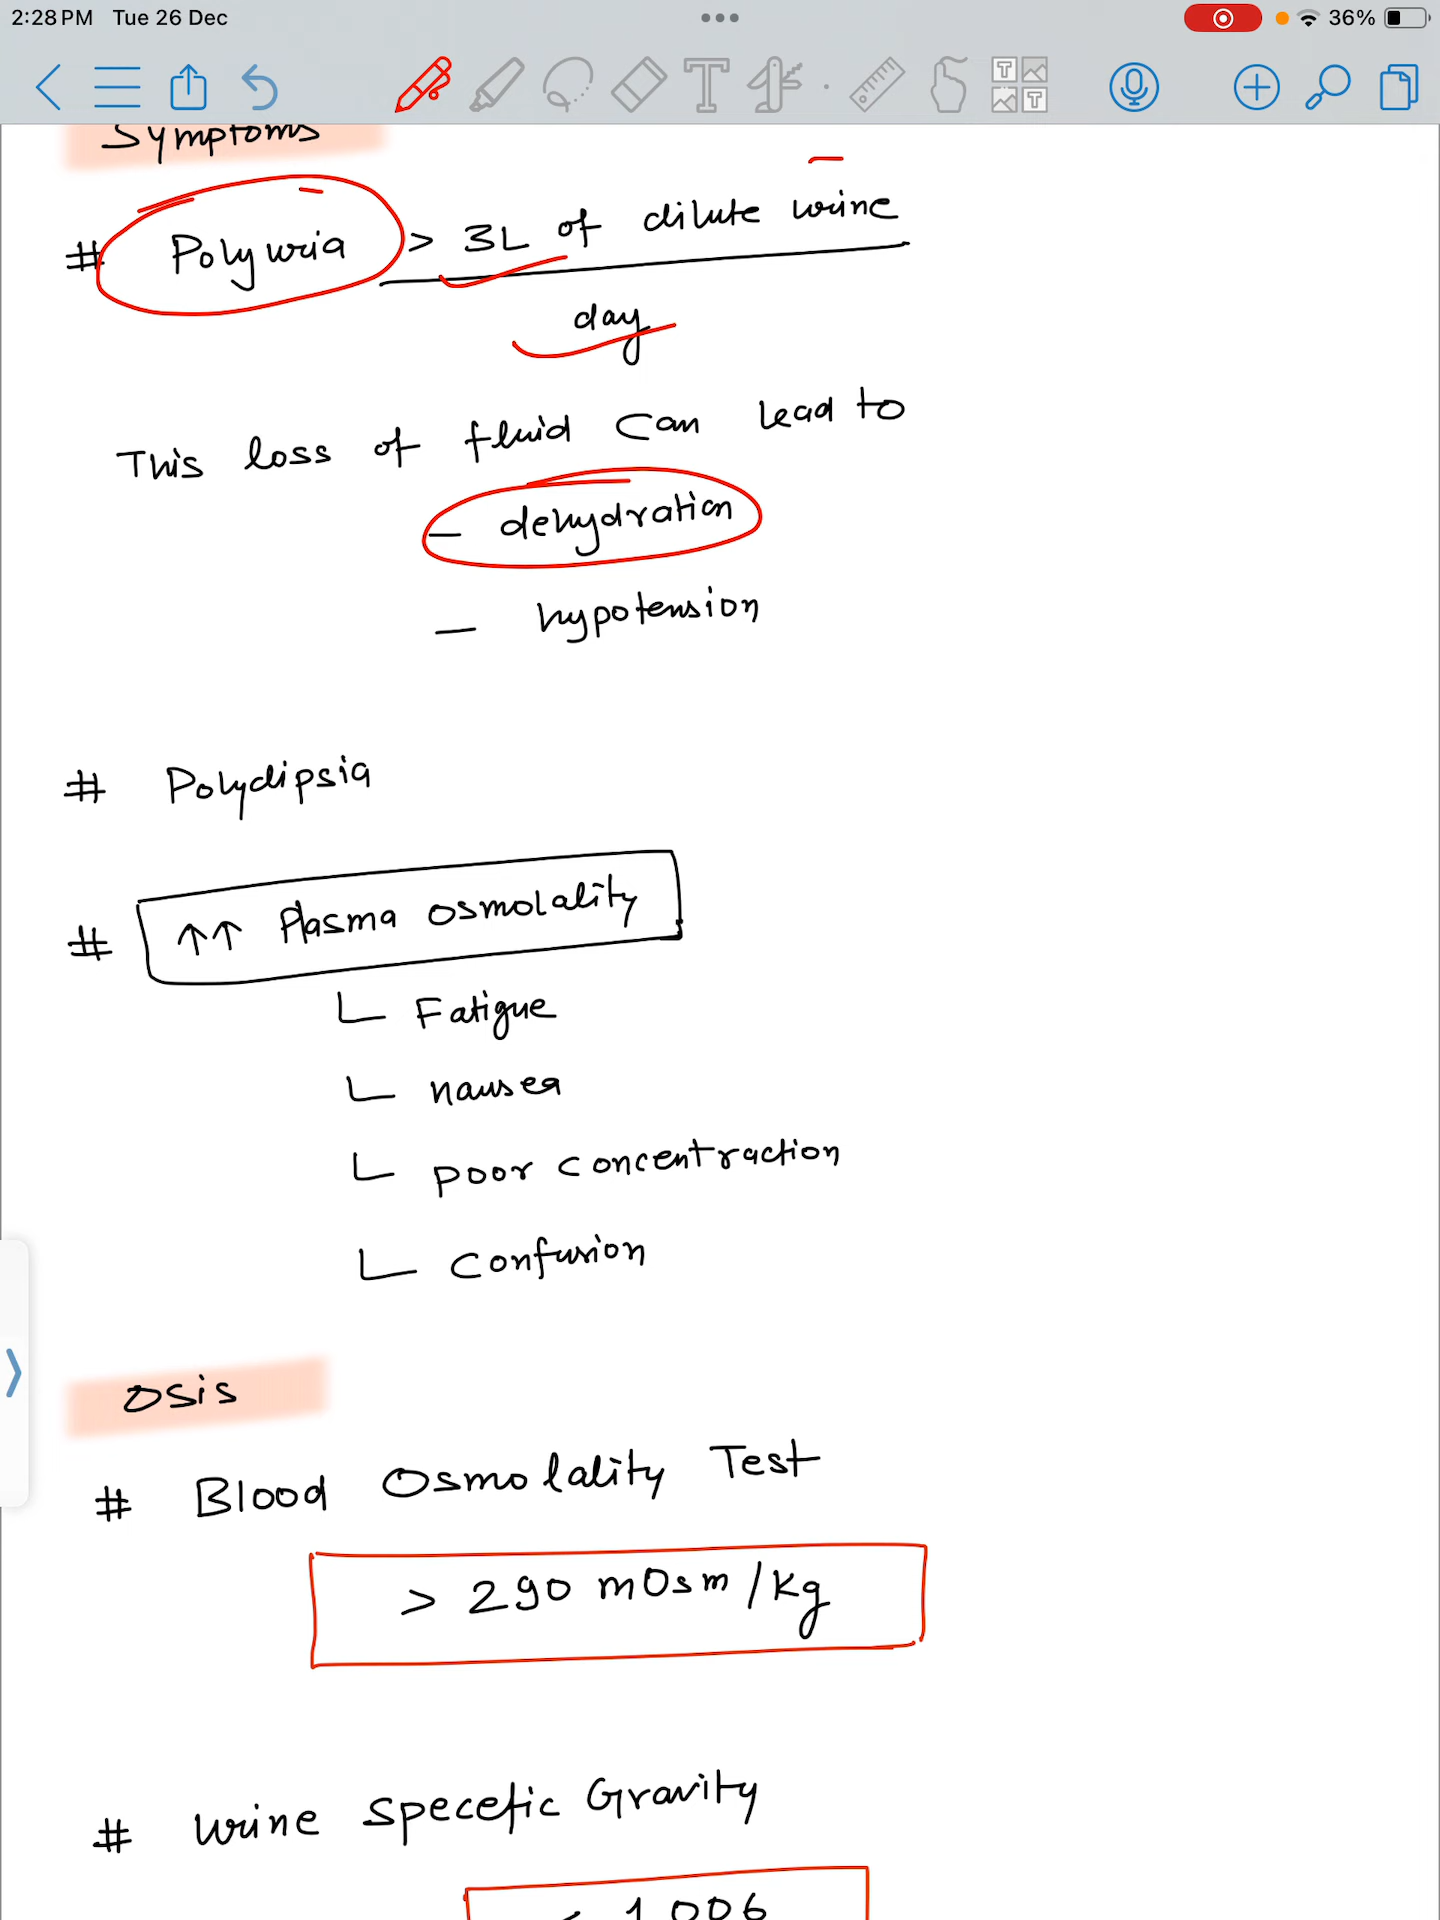 2:28 PM Tue 26 Dec
36%
Symptoms
# Polyuria > 3L of dilute urine
day
This loss of fluid can lead to
– dehydration
– hypotension
# Polydipsia
# ↑↑ Plasma osmolality
Fatigue
nausea
poor concentraction
Confusion
OSis
# Blood Osmolality Test
> 290 mOsm/Kg
# urine specefic Gravity
< 1.006